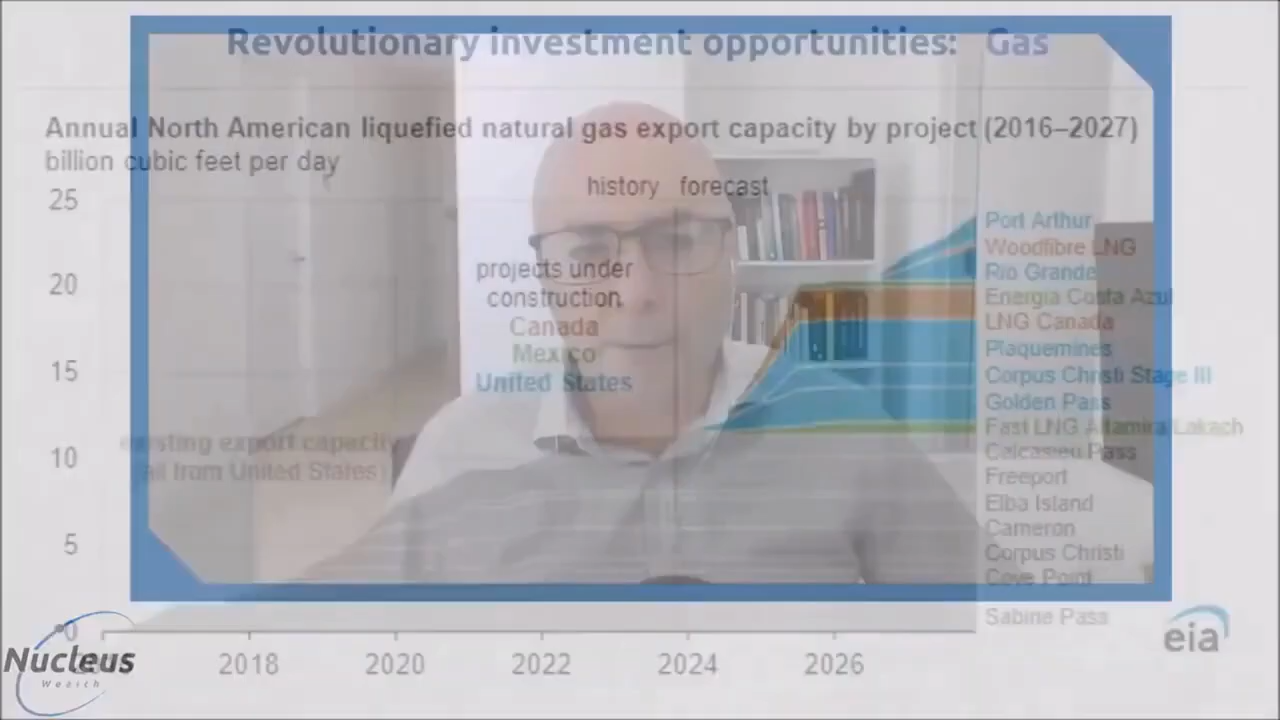 Revolutionary investment opportunities: Gas
Annual North American liquefied natural gas export capacity by project (2016–2027)
billion cubic feet per day
history forecast
25
20
15
10
5
0
projects under
construction
Canada
Mexico
United States
existing export capacity
(all from United States)
Port Arthur
Woodfibre LNG
Rio Grande
Energia Costa Azul
LNG Canada
Plaquemines
Corpus Christi Stage III
Golden Pass
Fast LNG Altamira Lakach
Calcasieu Pass
Freeport
Elba Island
Cameron
Corpus Christi
Cove Point
Sabine Pass
2018
2020
2022
2024
2026
Nucleus
Wealth
eia